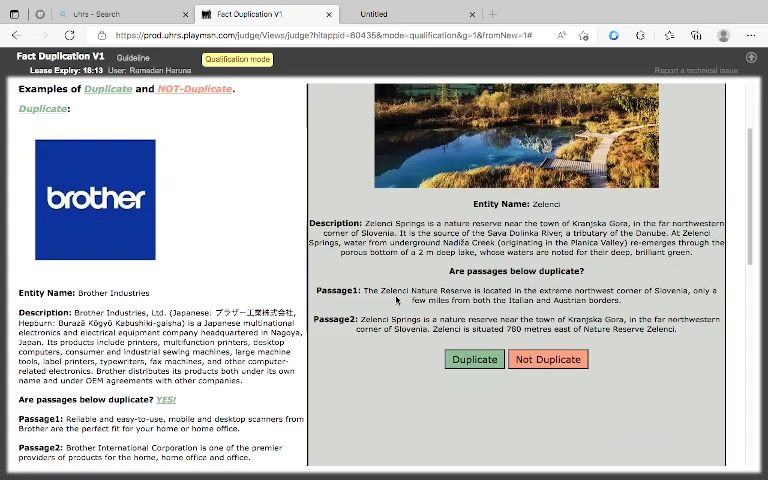 uhrs - Search
Fact Duplication V1
Untitled
https://prod.uhrs.playmsn.com/judge/Views/judge?hitappid=60435&mode=qualification&g=1&fromNew=1#
Fact Duplication V1
Guideline
Qualification mode
Lease Expiry: 18:13 User: Ramadan Haruna
Report a technical issue
Examples of Duplicate and NOT-Duplicate.
Duplicate:
brother
Entity Name: Brother Industries
Description: Brother Industries, Ltd. (Japanese: ブラザー工業株式会社,
Hepburn: Burazā Kōgyō Kabushiki-gaisha) is a Japanese multinational
electronics and electrical equipment company headquartered in Nagoya,
Japan. Its products include printers, multifunction printers, desktop
computers, consumer and industrial sewing machines, large machine
tools, label printers, typewriters, fax machines, and other computer-
related electronics. Brother distributes its products both under its own
name and under OEM agreements with other companies.
Are passages below duplicate? YES!
Passage1: Reliable and easy-to-use, mobile and desktop scanners from
Brother are the perfect fit for your home or home office.
Passage2: Brother International Corporation is one of the premier
providers of products for the home, home office and office.
Entity Name: Zelenci
Description: Zelenci Springs is a nature reserve near the town of Kranjska Gora, in the far northwestern
corner of Slovenia. It is the source of the Sava Dolinka River, a tributary of the Danube. At Zelenci
Springs, water from underground Nadiža Creek (originating in the Planica Valley) re-emerges through the
porous bottom of a 2 m deep lake, whose waters are noted for their deep, brilliant green.
Are passages below duplicate?
Passage1: The Zelenci Nature Reserve is located in the extreme northwest corner of Slovenia, only a
few miles from both the Italian and Austrian borders.
Passage2: Zelenci Springs is a nature reserve near the town of Kranjska Gora, in the far northwestern
corner of Slovenia. Zelenci is situated 780 metres east of Nature Reserve Zelenci.
Duplicate
Not Duplicate